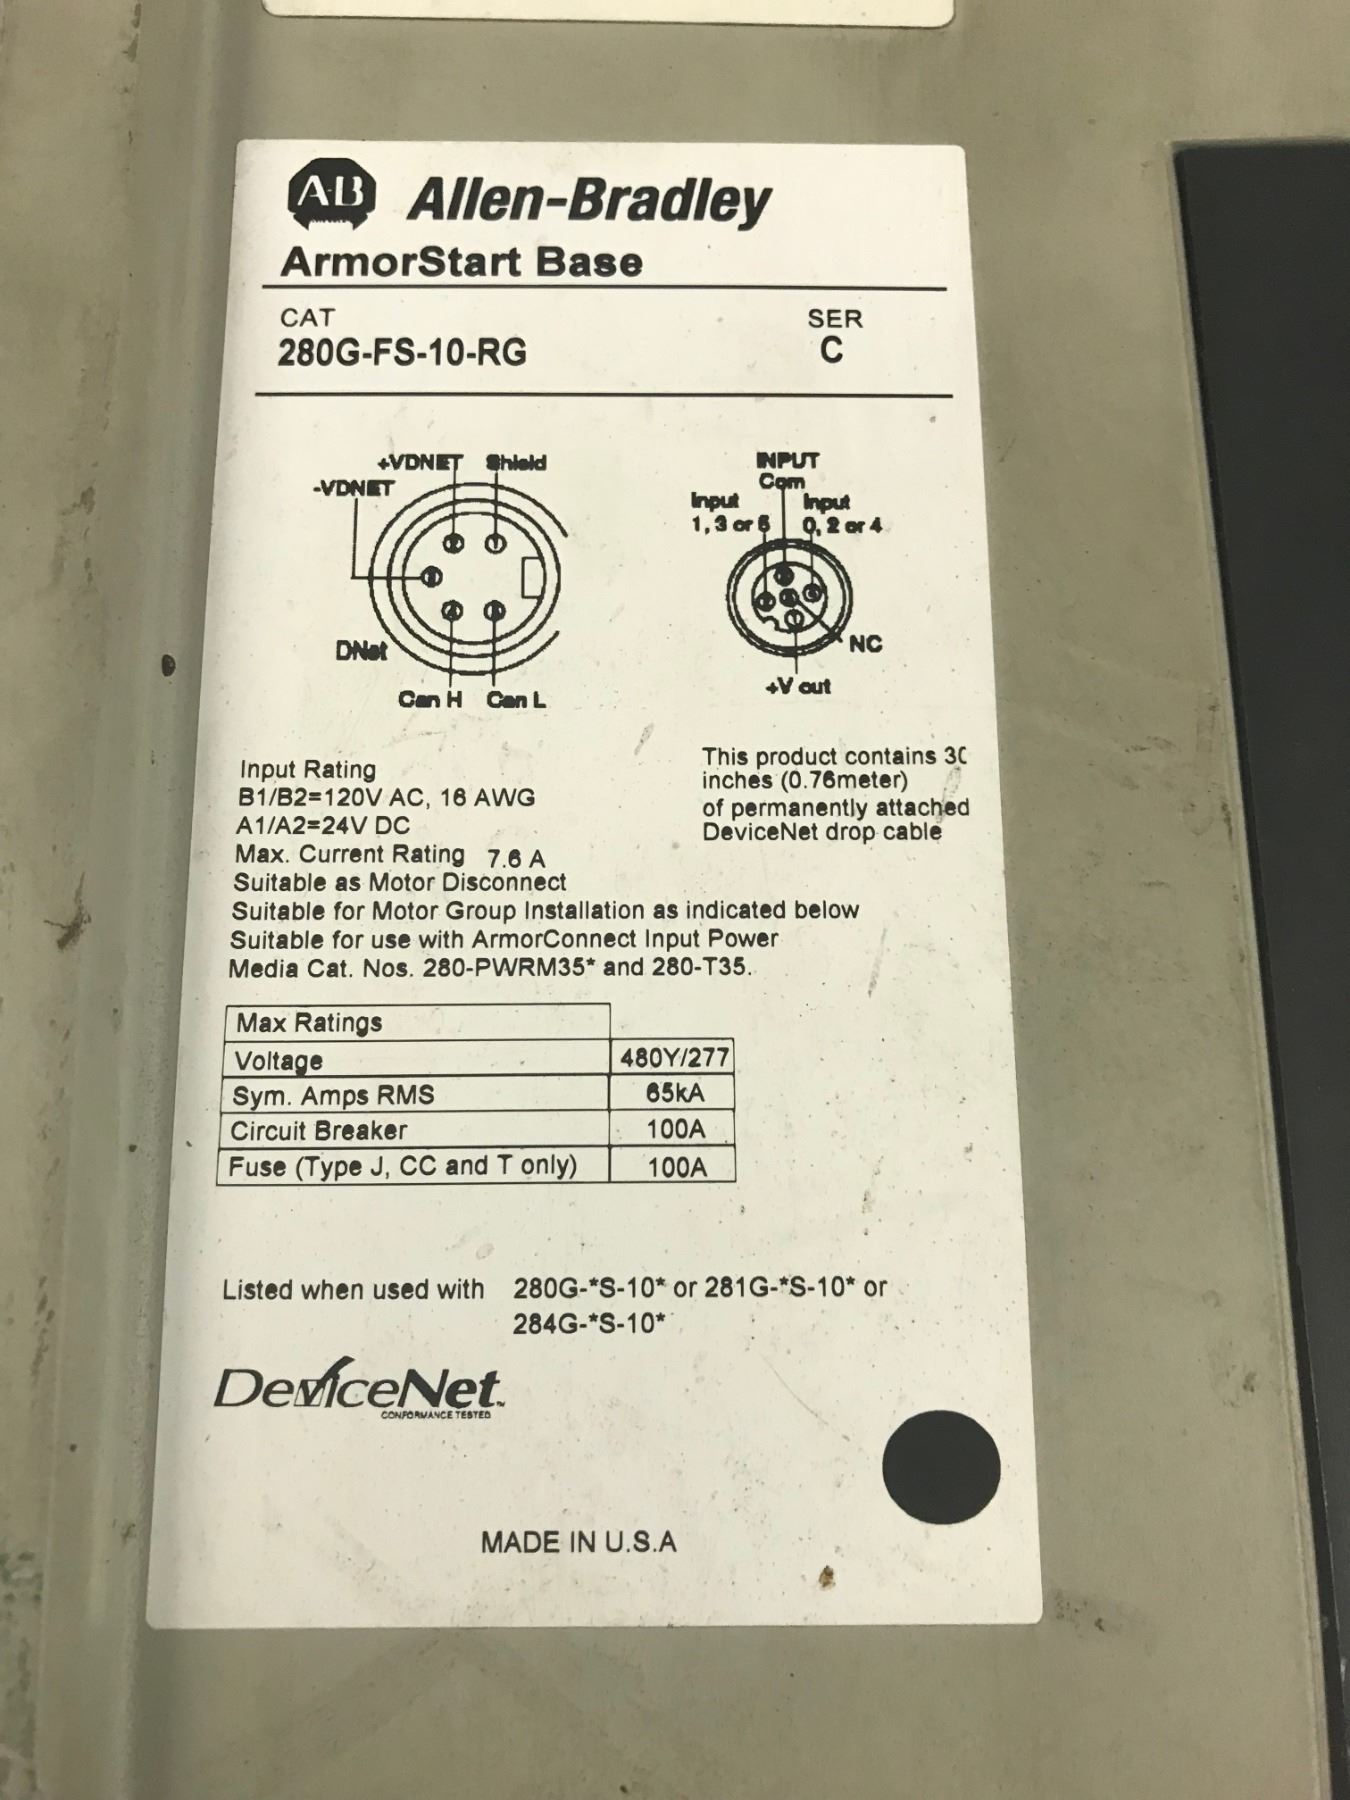 AB
Allen-Bradley
ArmorStart Base
CAT
SER
280G-FS-10-RG
C
+VDNET Shield
-VDNET
DNet
Can H Can L
INPUT
Com
Input
1, 3 or 5
Input
0, 2 or 4
NC
+V out
Input Rating
B1/B2=120V AC, 16 AWG
A1/A2=24V DC
Max. Current Rating 7.6 A
Suitable as Motor Disconnect
Suitable for Motor Group Installation as indicated below
Suitable for use with ArmorConnect Input Power
Media Cat. Nos. 280-PWRM35* and 280-T35.
This product contains 30
inches (0.76meter)
of permanently attached
DeviceNet drop cable
Max Ratings
Voltage 480Y/277
Sym. Amps RMS 65kA
Circuit Breaker 100A
Fuse (Type J, CC and T only) 100A
Listed when used with 280G-*S-10* or 281G-*S-10* or
284G-*S-10*
DeviceNet
CONFORMANCE TESTED
MADE IN U.S.A